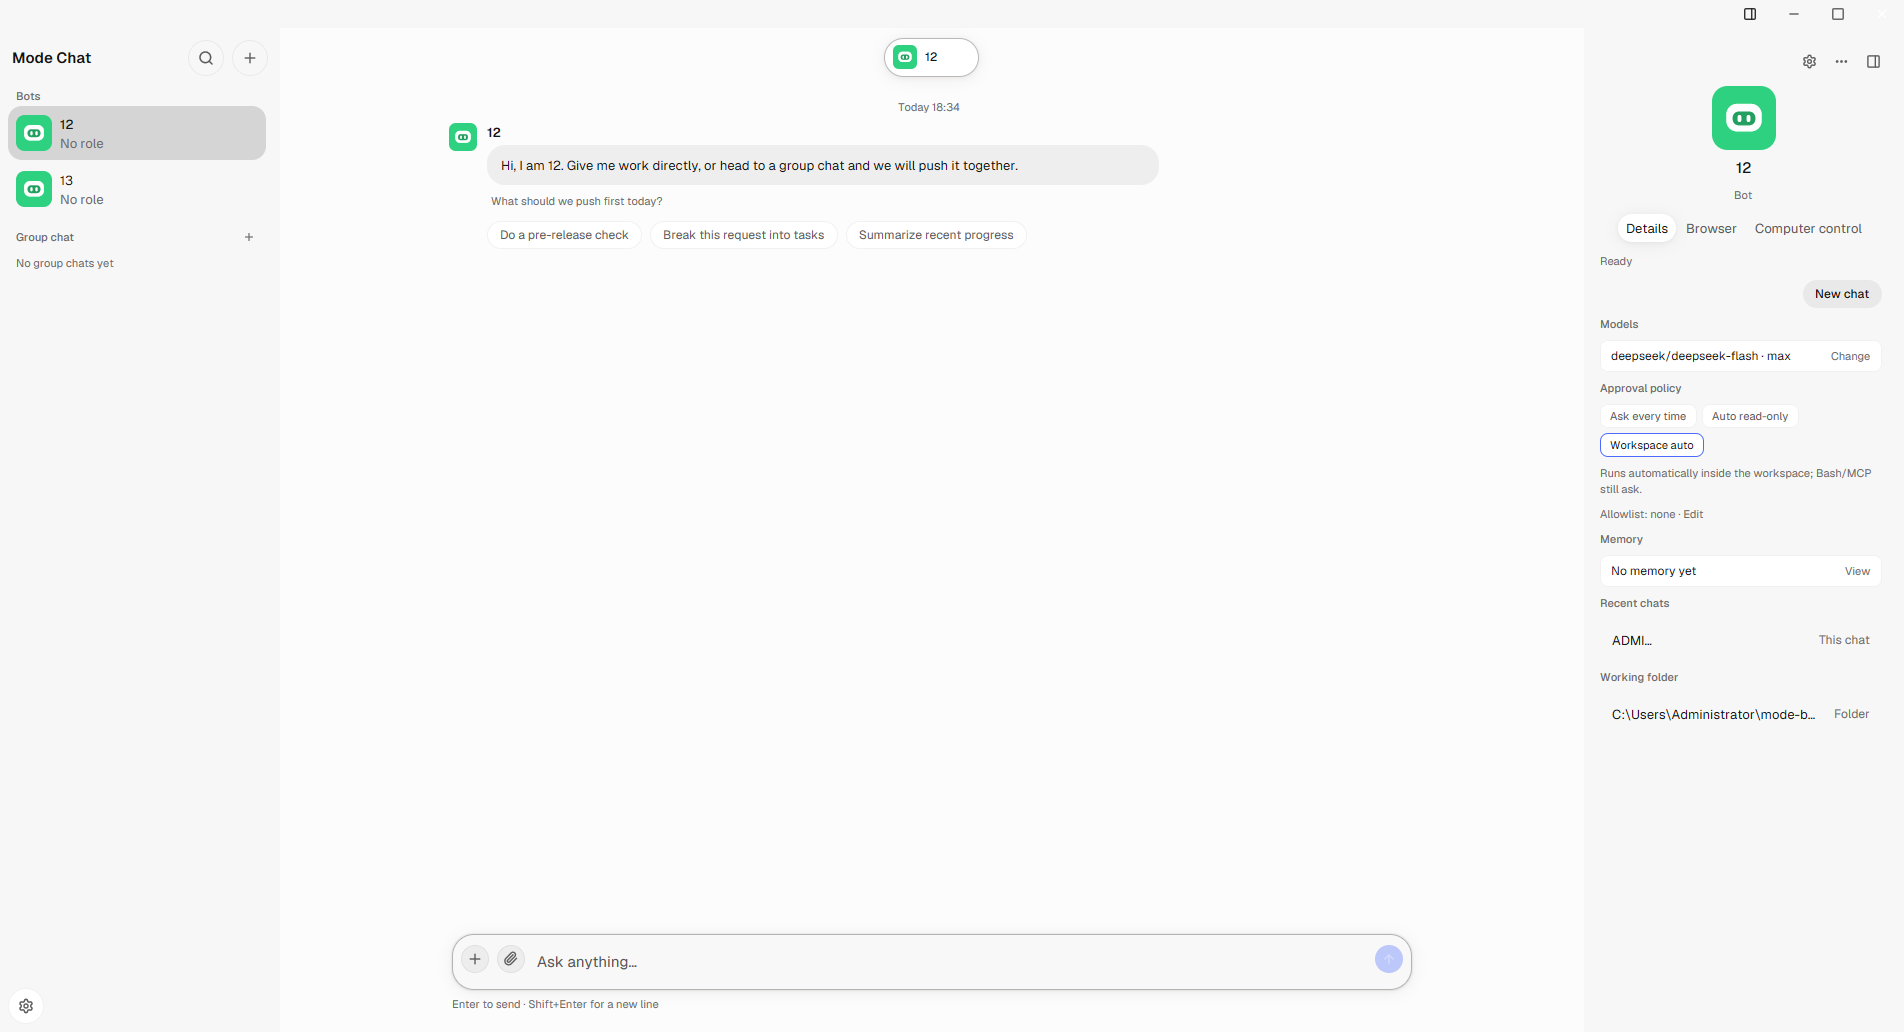 Mode Chat
Bots
12
No role
13
No role
Group chat
No group chats yet
12
Today 18:34
12
Hi, I am 12. Give me work directly, or head to a group chat and we will push it together.
What should we push first today?
Do a pre-release check
Break this request into tasks
Summarize recent progress
Ask anything...
Enter to send · Shift+Enter for a new line
12
Bot
Details
Browser
Computer control
Ready
New chat
Models
deepseek/deepseek-flash · max
Change
Approval policy
Ask every time
Auto read-only
Workspace auto
Runs automatically inside the workspace; Bash/MCP
still ask.
Allowlist: none · Edit
Memory
No memory yet
View
Recent chats
ADMI...
This chat
Working folder
C:\Users\Administrator\mode-b...
Folder